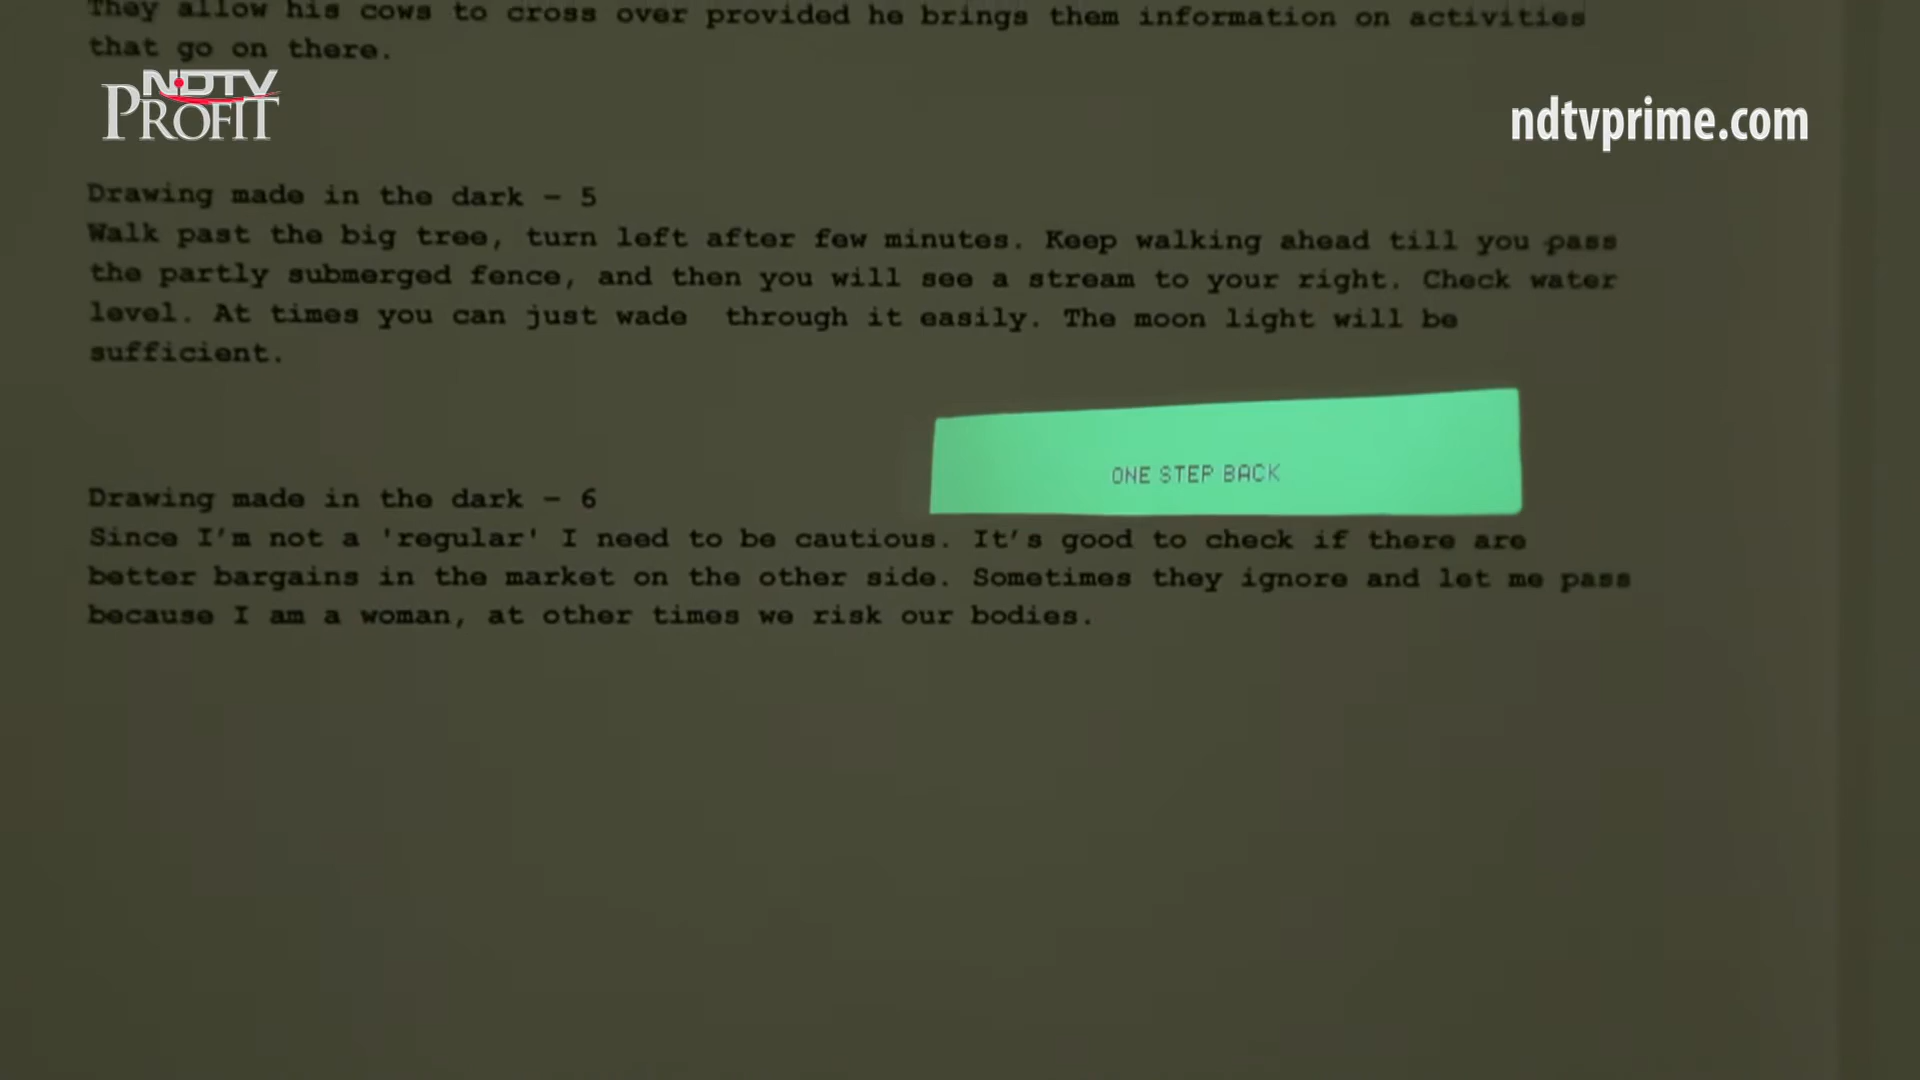 They allow his cows to cross over provided he brings them information on activities
that go on there.
NDTV
PROFIT
ndtvprime.com
Drawing made in the dark - 5
Walk past the big tree, turn left after few minutes. Keep walking ahead till you pass
the partly submerged fence, and then you will see a stream to your right. Check water
level. At times you can just wade through it easily. The moon light will be
sufficient.
ONE STEP BACK
Drawing made in the dark - 6
Since I'm not a 'regular' I need to be cautious. It's good to check if there are
better bargains in the market on the other side. Sometimes they ignore and let me pass
because I am a woman, at other times we risk our bodies.